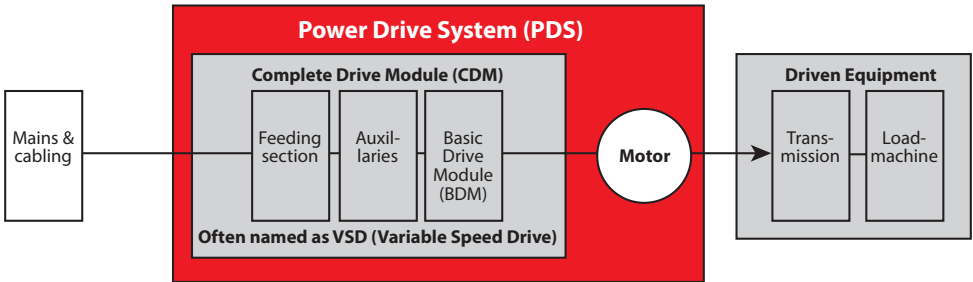 Power Drive System (PDS)
Complete Drive Module (CDM)
Driven Equipment
Mains &
cabling
Feeding
section
Auxil-
laries
Basic
Drive
Module
(BDM)
Motor
Trans-
mission
Load-
machine
Often named as VSD (Variable Speed Drive)